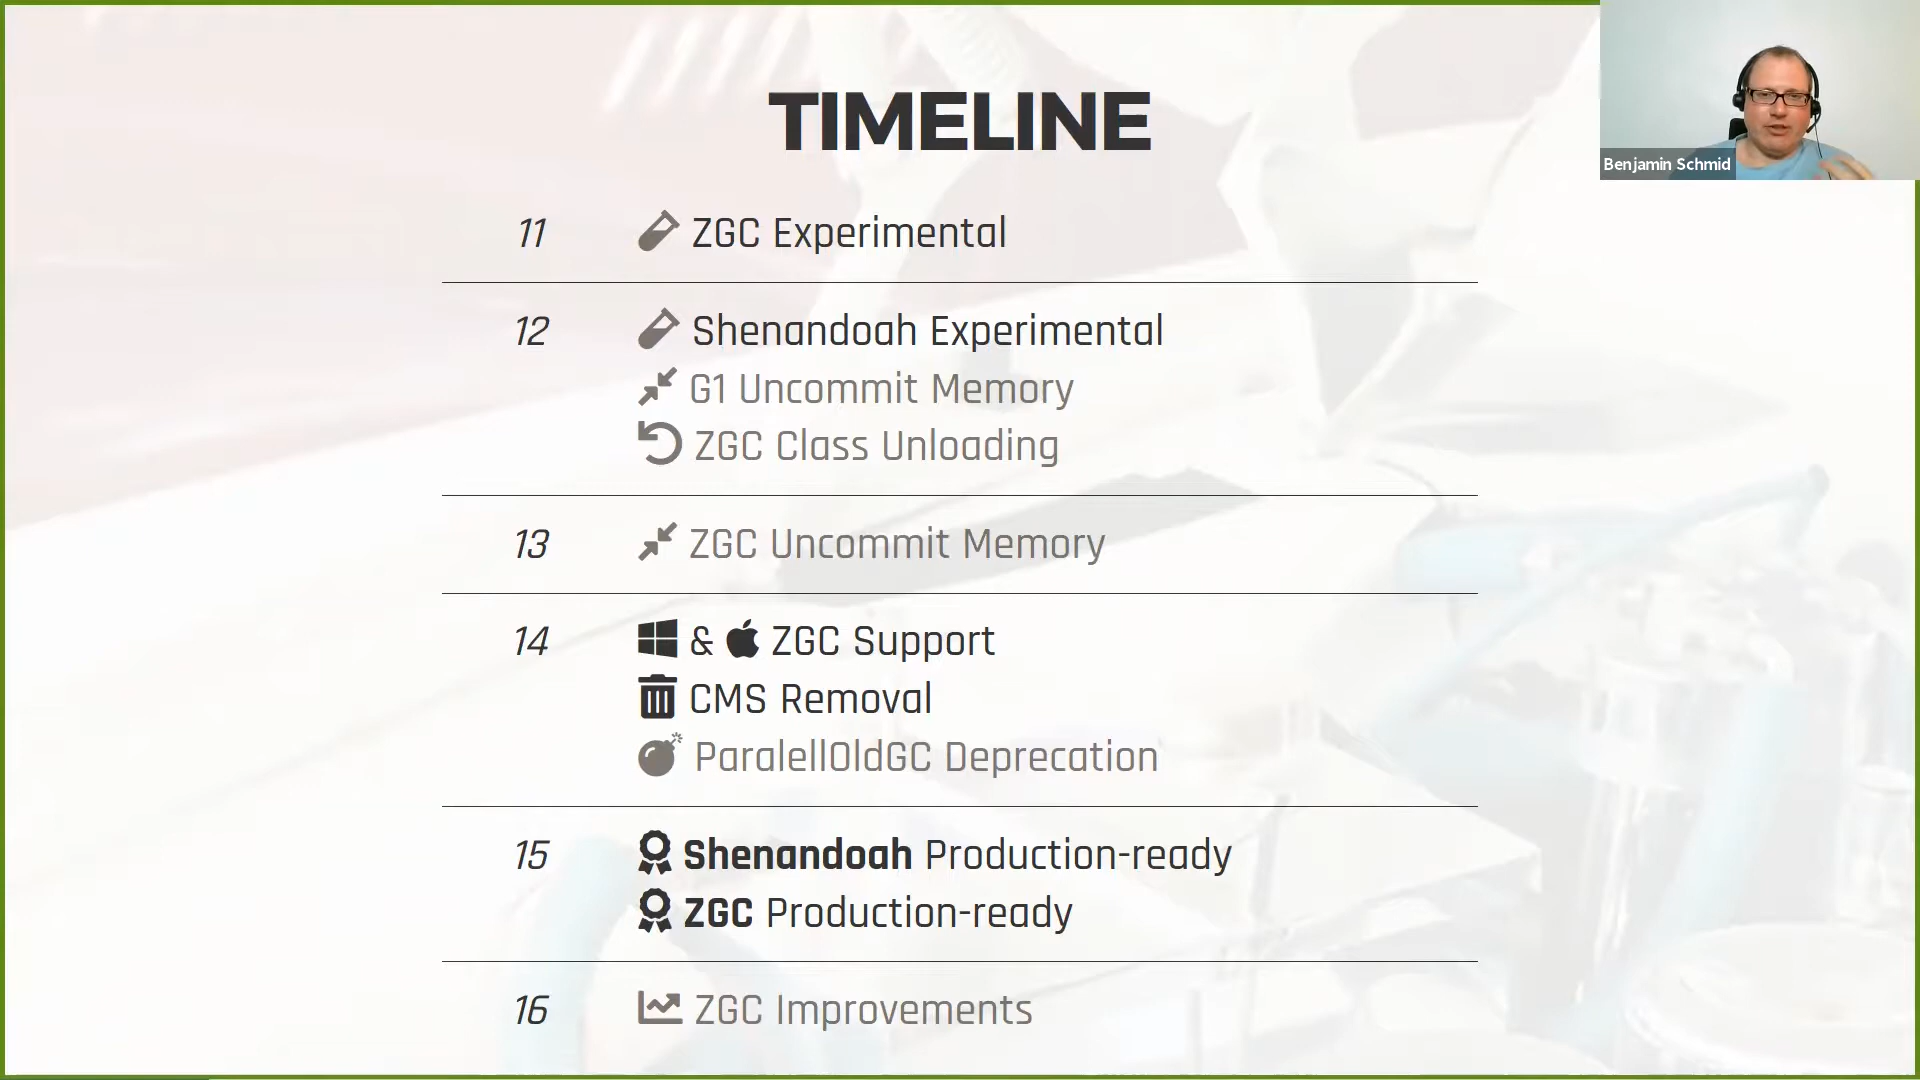 TIMELINE
Benjamin Schmid
11 ZGC Experimental
12 Shenandoah Experimental
G1 Uncommit Memory
ZGC Class Unloading
13 ZGC Uncommit Memory
14 & ZGC Support
CMS Removal
ParalellOldGC Deprecation
15 Shenandoah Production-ready
ZGC Production-ready
16 ZGC Improvements